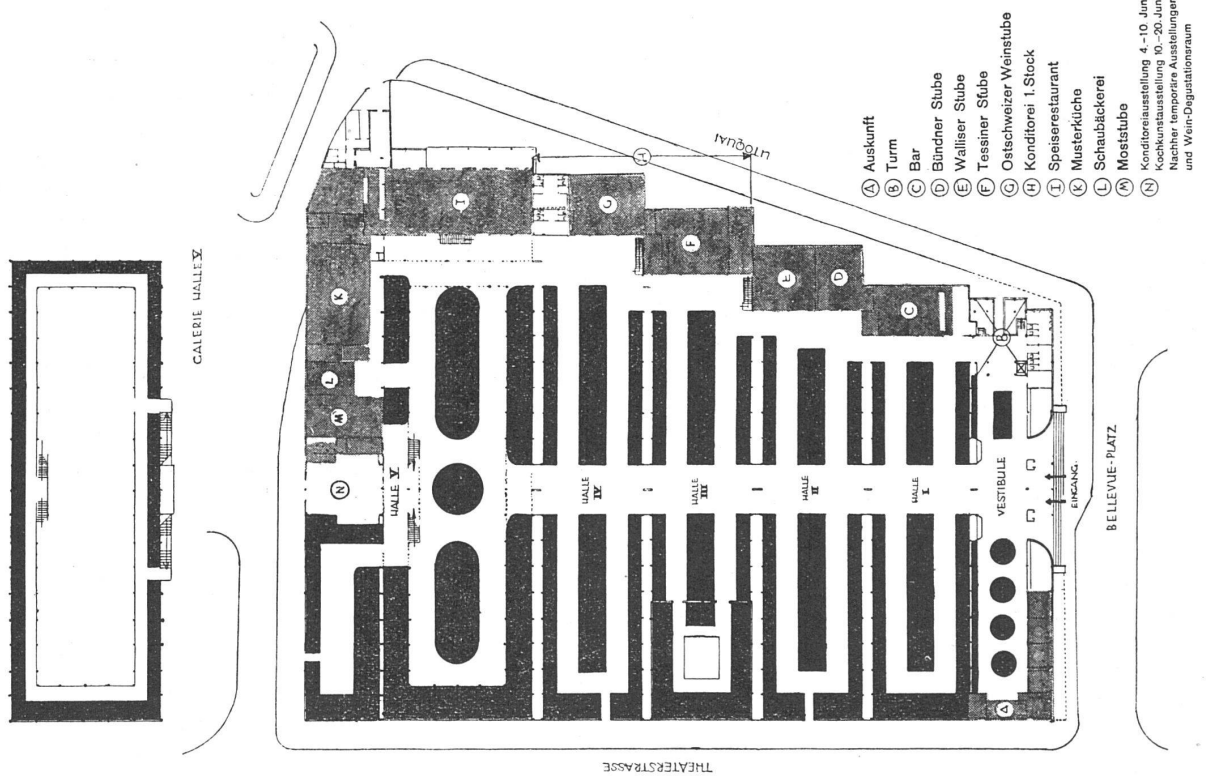 GALERIE HALLE V
N
M
L
K
I
HALLE V
G
H
UTOQUAI
F
HALLE IV
HALLE III
E
D
HALLE II
C
HALLE I
B
VESTIBULE
A
EINGANG.
BELLEVUE-PLATZ
THEATERSTRASSE
A Auskunft
B Turm
C Bar
D Bündner Stube
E Walliser Stube
F Tessiner Stube
G Ostschweizer Weinstube
H Konditorei 1. Stock
I Speiserestaurant
K Musterküche
L Schaubäckerei
M Moststube
N Konditoreiausstellung 4.–10. Jun
Kochkunstausstellung 10.–20. Jun
Nachher temporäre Ausstellungen
und Wein-Degustationsraum